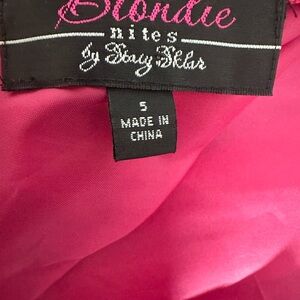 Blondie
nites
by Stacy Sklar
5
MADE IN
CHINA